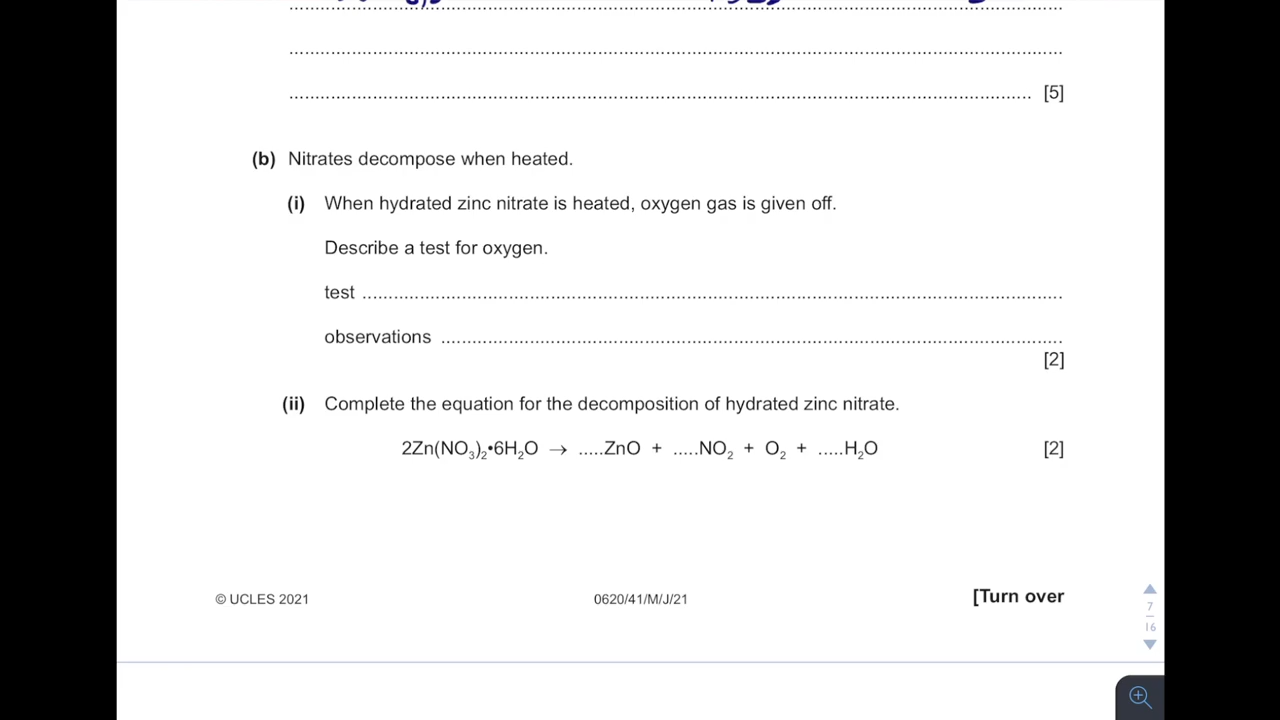 .................................................................................................................................................
.................................................................................................................................................
.............................................................................................................................................. [5]
(b) Nitrates decompose when heated.
(i) When hydrated zinc nitrate is heated, oxygen gas is given off.
Describe a test for oxygen.
test ......................................................................................................................................
observations .......................................................................................................................
[2]
(ii) Complete the equation for the decomposition of hydrated zinc nitrate.
2Zn(NO₃)₂•6H₂O → .....ZnO + .....NO₂ + O₂ + .....H₂O [2]
© UCLES 2021 0620/41/M/J/21 [Turn over
7
16